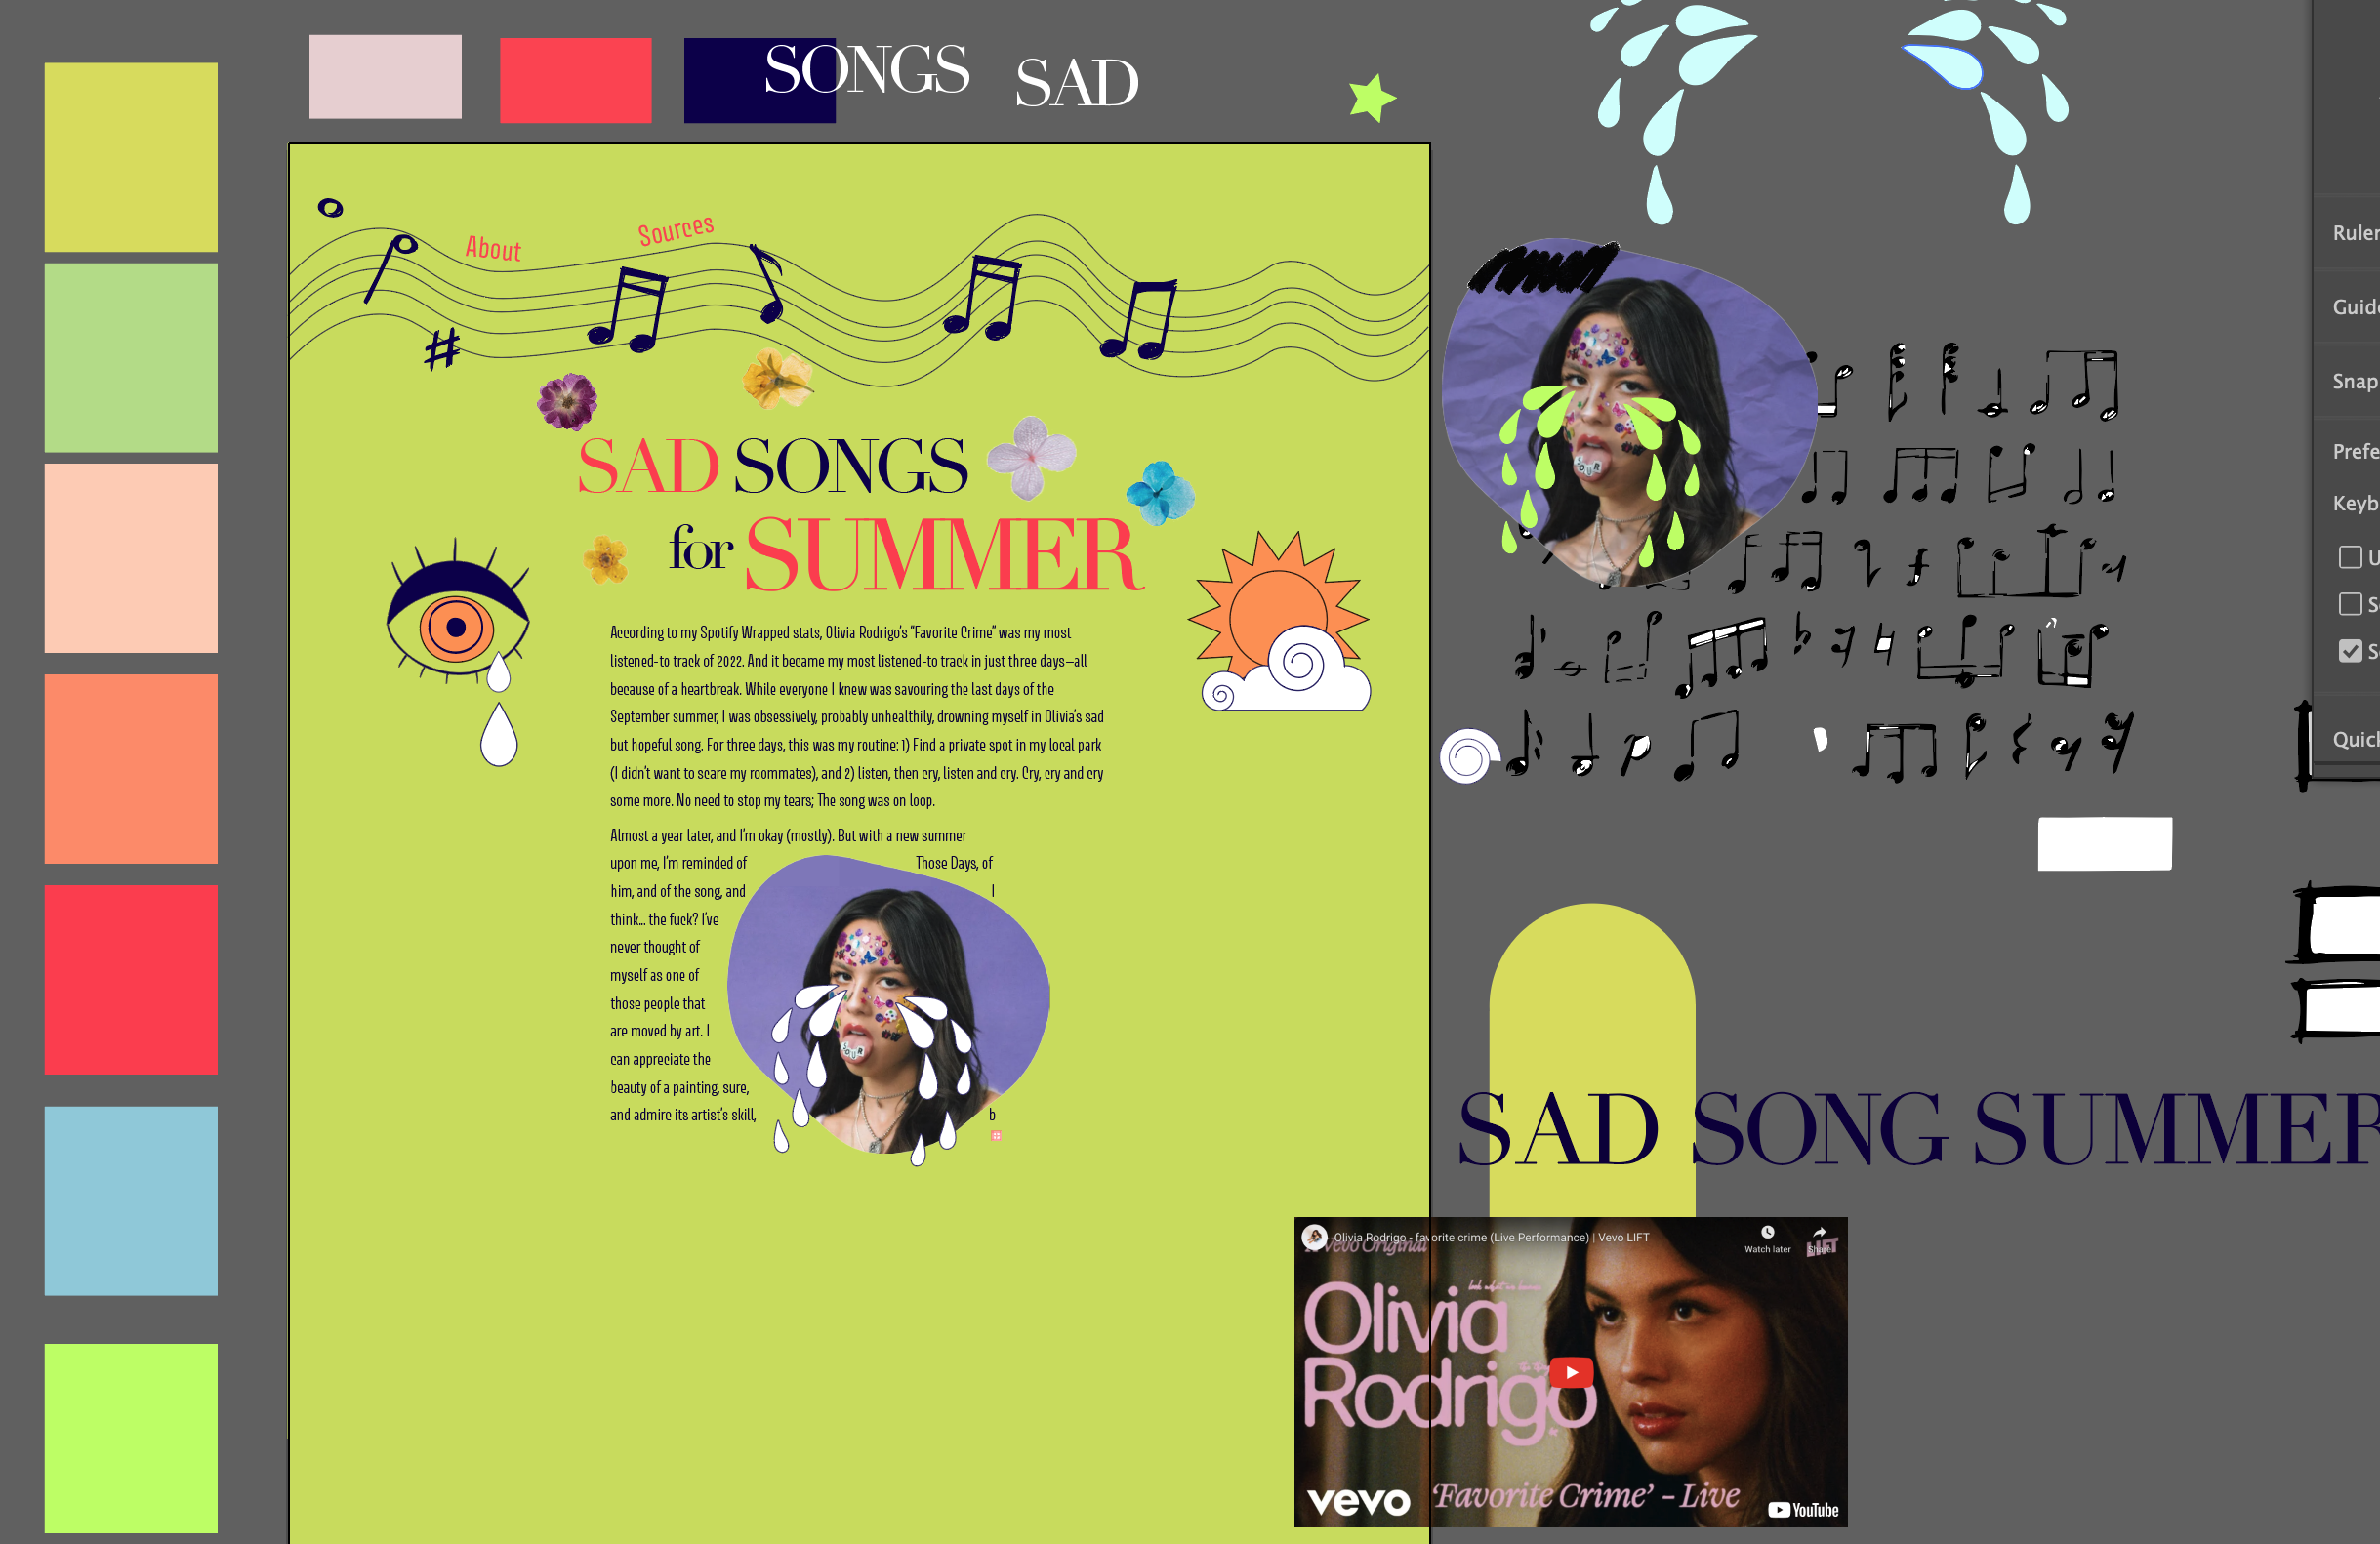 SONGS
SAD
About
Sources
SAD SONGS
for SUMMER
According to my Spotify Wrapped stats, Olivia Rodrigo's "Favorite Crime" was my most
listened-to track of 2022. And it became my most listened-to track in just three days—all
because of a heartbreak. While everyone I knew was savouring the last days of the
September summer, I was obsessively, probably unhealthily, drowning myself in Olivia's sad
but hopeful song. For three days, this was my routine: 1) Find a private spot in my local park
(I didn't want to scare my roommates), and 2) listen, then cry, listen and cry. Cry, cry and cry
some more. No need to stop my tears; The song was on loop.
Almost a year later, and I'm okay (mostly). But with a new summer
upon me, I'm reminded of Those Days, of
him, and of the song, and I
think... the fuck? I've
never thought of
myself as one of
those people that
are moved by art. I
can appreciate the
beauty of a painting, sure,
and admire its artist's skill, b
SOUR
SOUR
Ruler
Guide
Snap
Prefe
Keyb
U
S
S
Quick
SAD SONG SUMMER
Olivia Rodrigo - favorite crime (Live Performance) | Vevo LIFT
Watch later
Share
Vevo Original
LIFT
Olivia
Rodrigo
vevo
'Favorite Crime' – Live
YouTube